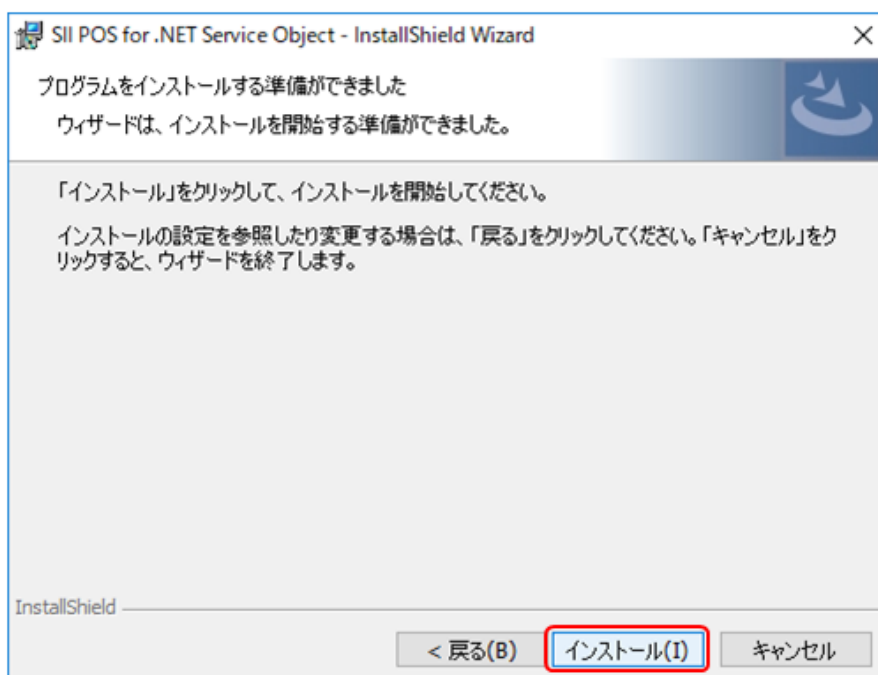 SII POS for .NET Service Object - InstallShield Wizard
プログラムをインストールする準備ができました
ウィザードは、インストールを開始する準備ができました。
「インストール」をクリックして、インストールを開始してください。
インストールの設定を参照したり変更する場合は、「戻る」をクリックしてください。「キャンセル」をク
リックすると、ウィザードを終了します。
InstallShield
< 戻る(B)
インストール(I)
キャンセル